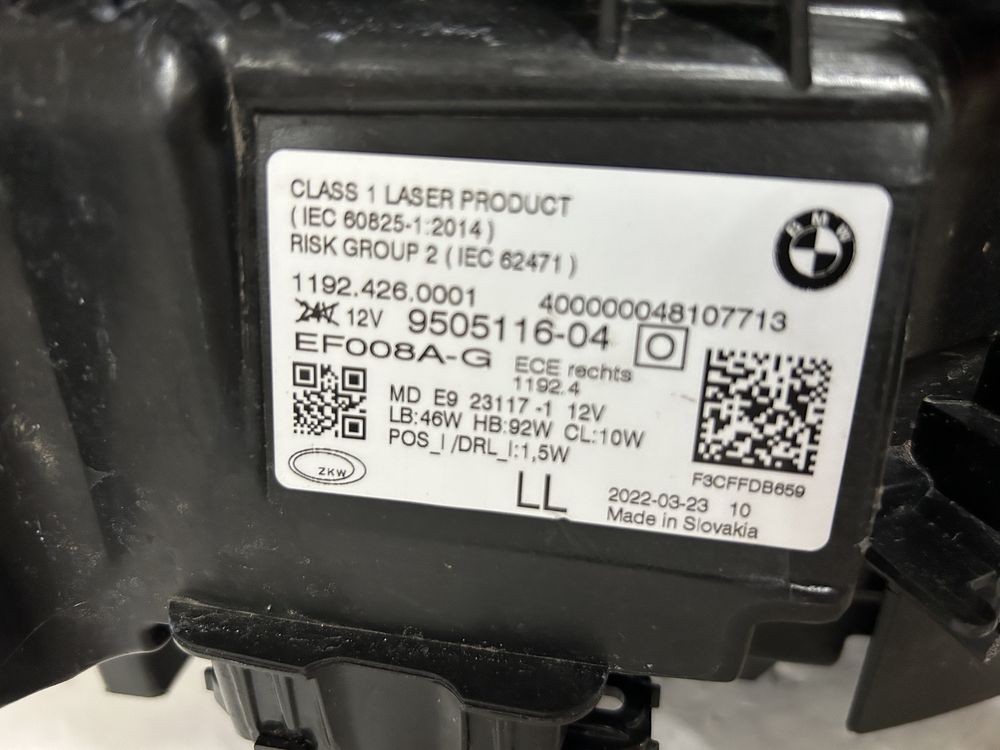 CLASS 1 LASER PRODUCT
( IEC 60825-1:2014 )
RISK GROUP 2 ( IEC 62471 )
BMW
1192.426.0001 400000048107713
24V 12V 9505116-04 O
EF008A-G ECE rechts
1192.4
MD E9 23117 -1 12V
LB:46W HB:92W CL:10W
POS_I /DRL_I:1,5W
F3CFFDB659
ZKW
LL
2022-03-23 10
Made in Slovakia